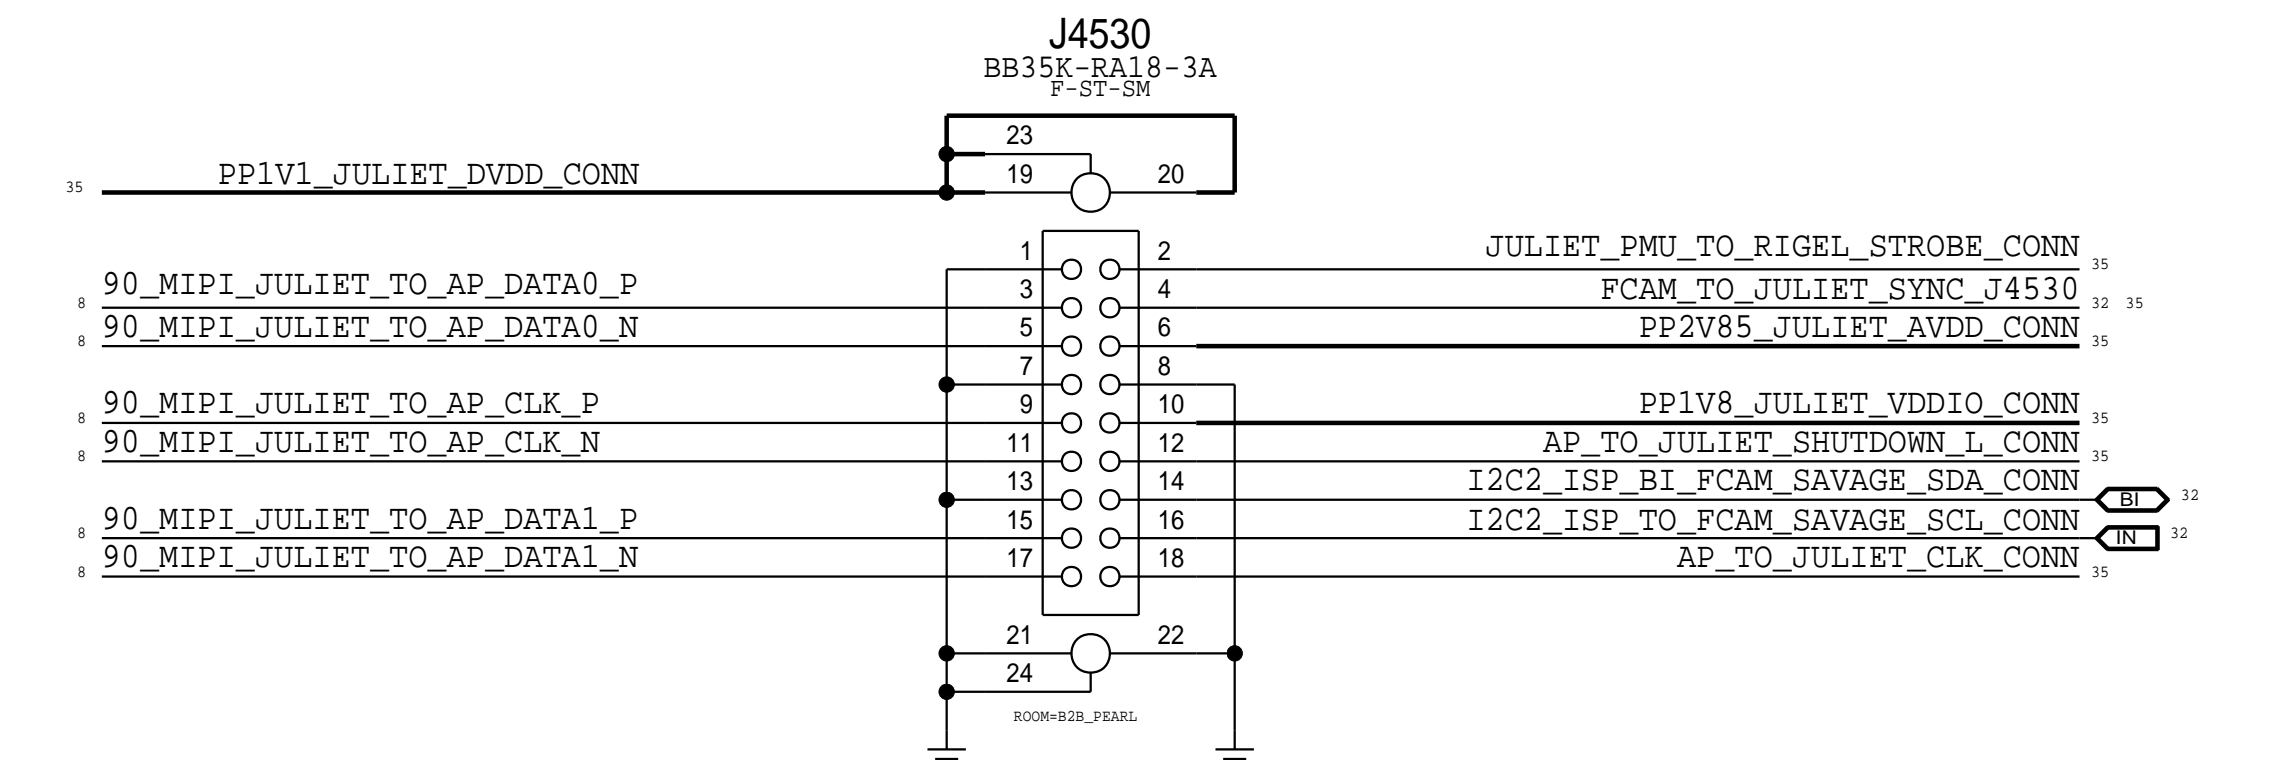 J4530
BB35K-RA18-3A
F-ST-SM
23
35 PP1V1_JULIET_DVDD_CONN 19 20
1 2 JULIET_PMU_TO_RIGEL_STROBE_CONN 35
8 90_MIPI_JULIET_TO_AP_DATA0_P 3 4 FCAM_TO_JULIET_SYNC_J4530 32 35
8 90_MIPI_JULIET_TO_AP_DATA0_N 5 6 PP2V85_JULIET_AVDD_CONN 35
7 8
8 90_MIPI_JULIET_TO_AP_CLK_P 9 10 PP1V8_JULIET_VDDIO_CONN 35
8 90_MIPI_JULIET_TO_AP_CLK_N 11 12 AP_TO_JULIET_SHUTDOWN_L_CONN 35
13 14 I2C2_ISP_BI_FCAM_SAVAGE_SDA_CONN BI 32
8 90_MIPI_JULIET_TO_AP_DATA1_P 15 16 I2C2_ISP_TO_FCAM_SAVAGE_SCL_CONN IN 32
8 90_MIPI_JULIET_TO_AP_DATA1_N 17 18 AP_TO_JULIET_CLK_CONN 35
21 22
24
ROOM=B2B_PEARL